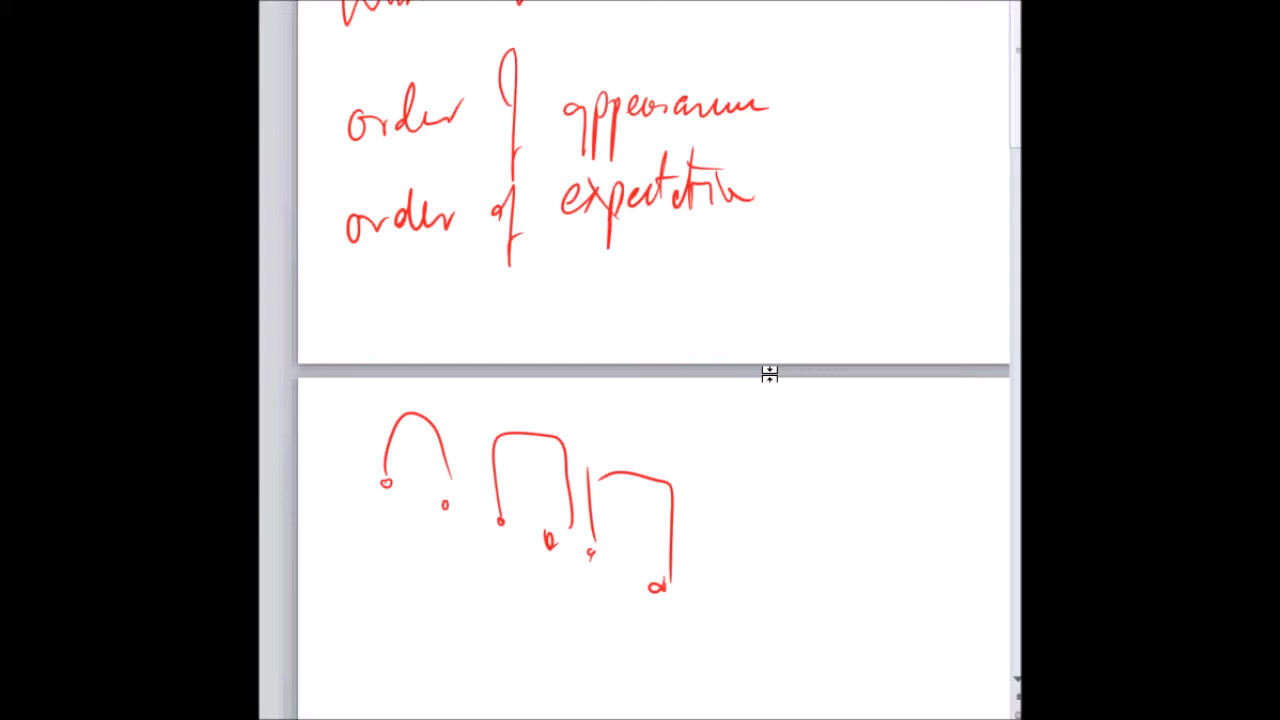 order of appearance
order of expectation